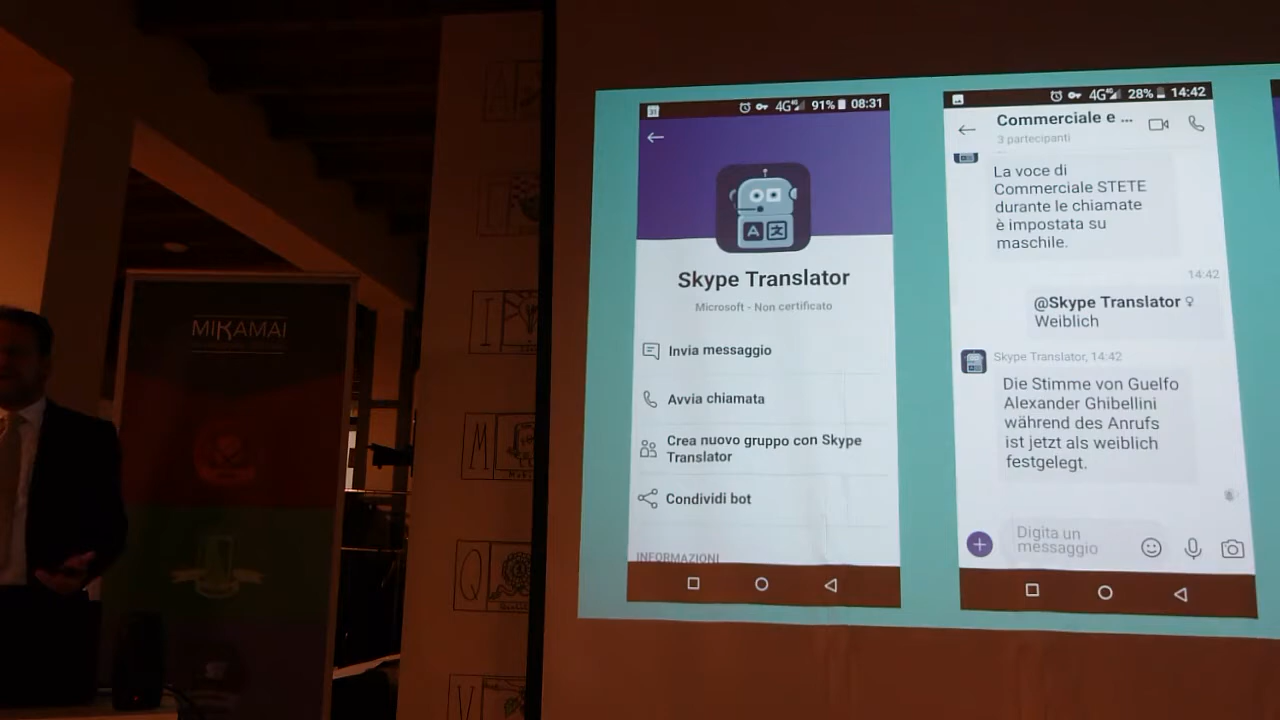 MIKAMAI
A
I
M
Q
V
31
4G
91%
08:31
Skype Translator
Microsoft - Non certificato
Invia messaggio
Avvia chiamata
Crea nuovo gruppo con Skype
Translator
Condividi bot
INFORMAZIONI
4G
28%
14:42
Commerciale e ...
3 partecipanti
La voce di
Commerciale STETE
durante le chiamate
è impostata su
maschile.
14:42
@Skype Translator ♀
Weiblich
Skype Translator, 14:42
Die Stimme von Guelfo
Alexander Ghibellini
während des Anrufs
ist jetzt als weiblich
festgelegt.
Digita un
messaggio